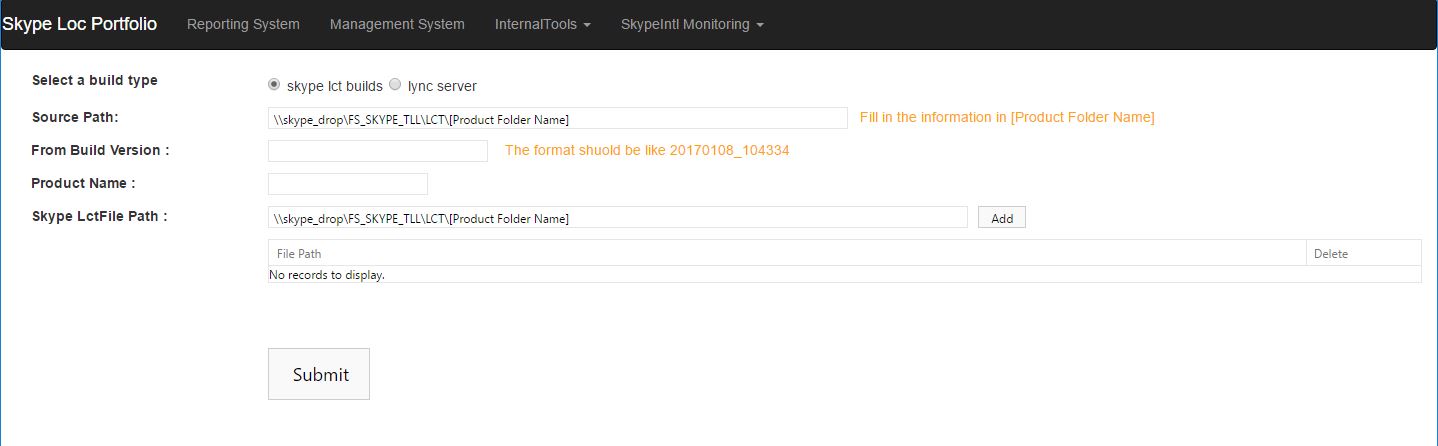 Skype Loc Portfolio Reporting System Management System InternalTools SkypeIntl Monitoring
Select a build type skype lct builds lync server
Source Path: \\skype_drop\FS_SKYPE_TLL\LCT\[Product Folder Name] Fill in the information in [Product Folder Name]
From Build Version : The format shuold be like 20170108_104334
Product Name :
Skype LctFile Path : \\skype_drop\FS_SKYPE_TLL\LCT\[Product Folder Name] Add
File Path Delete
No records to display.
Submit